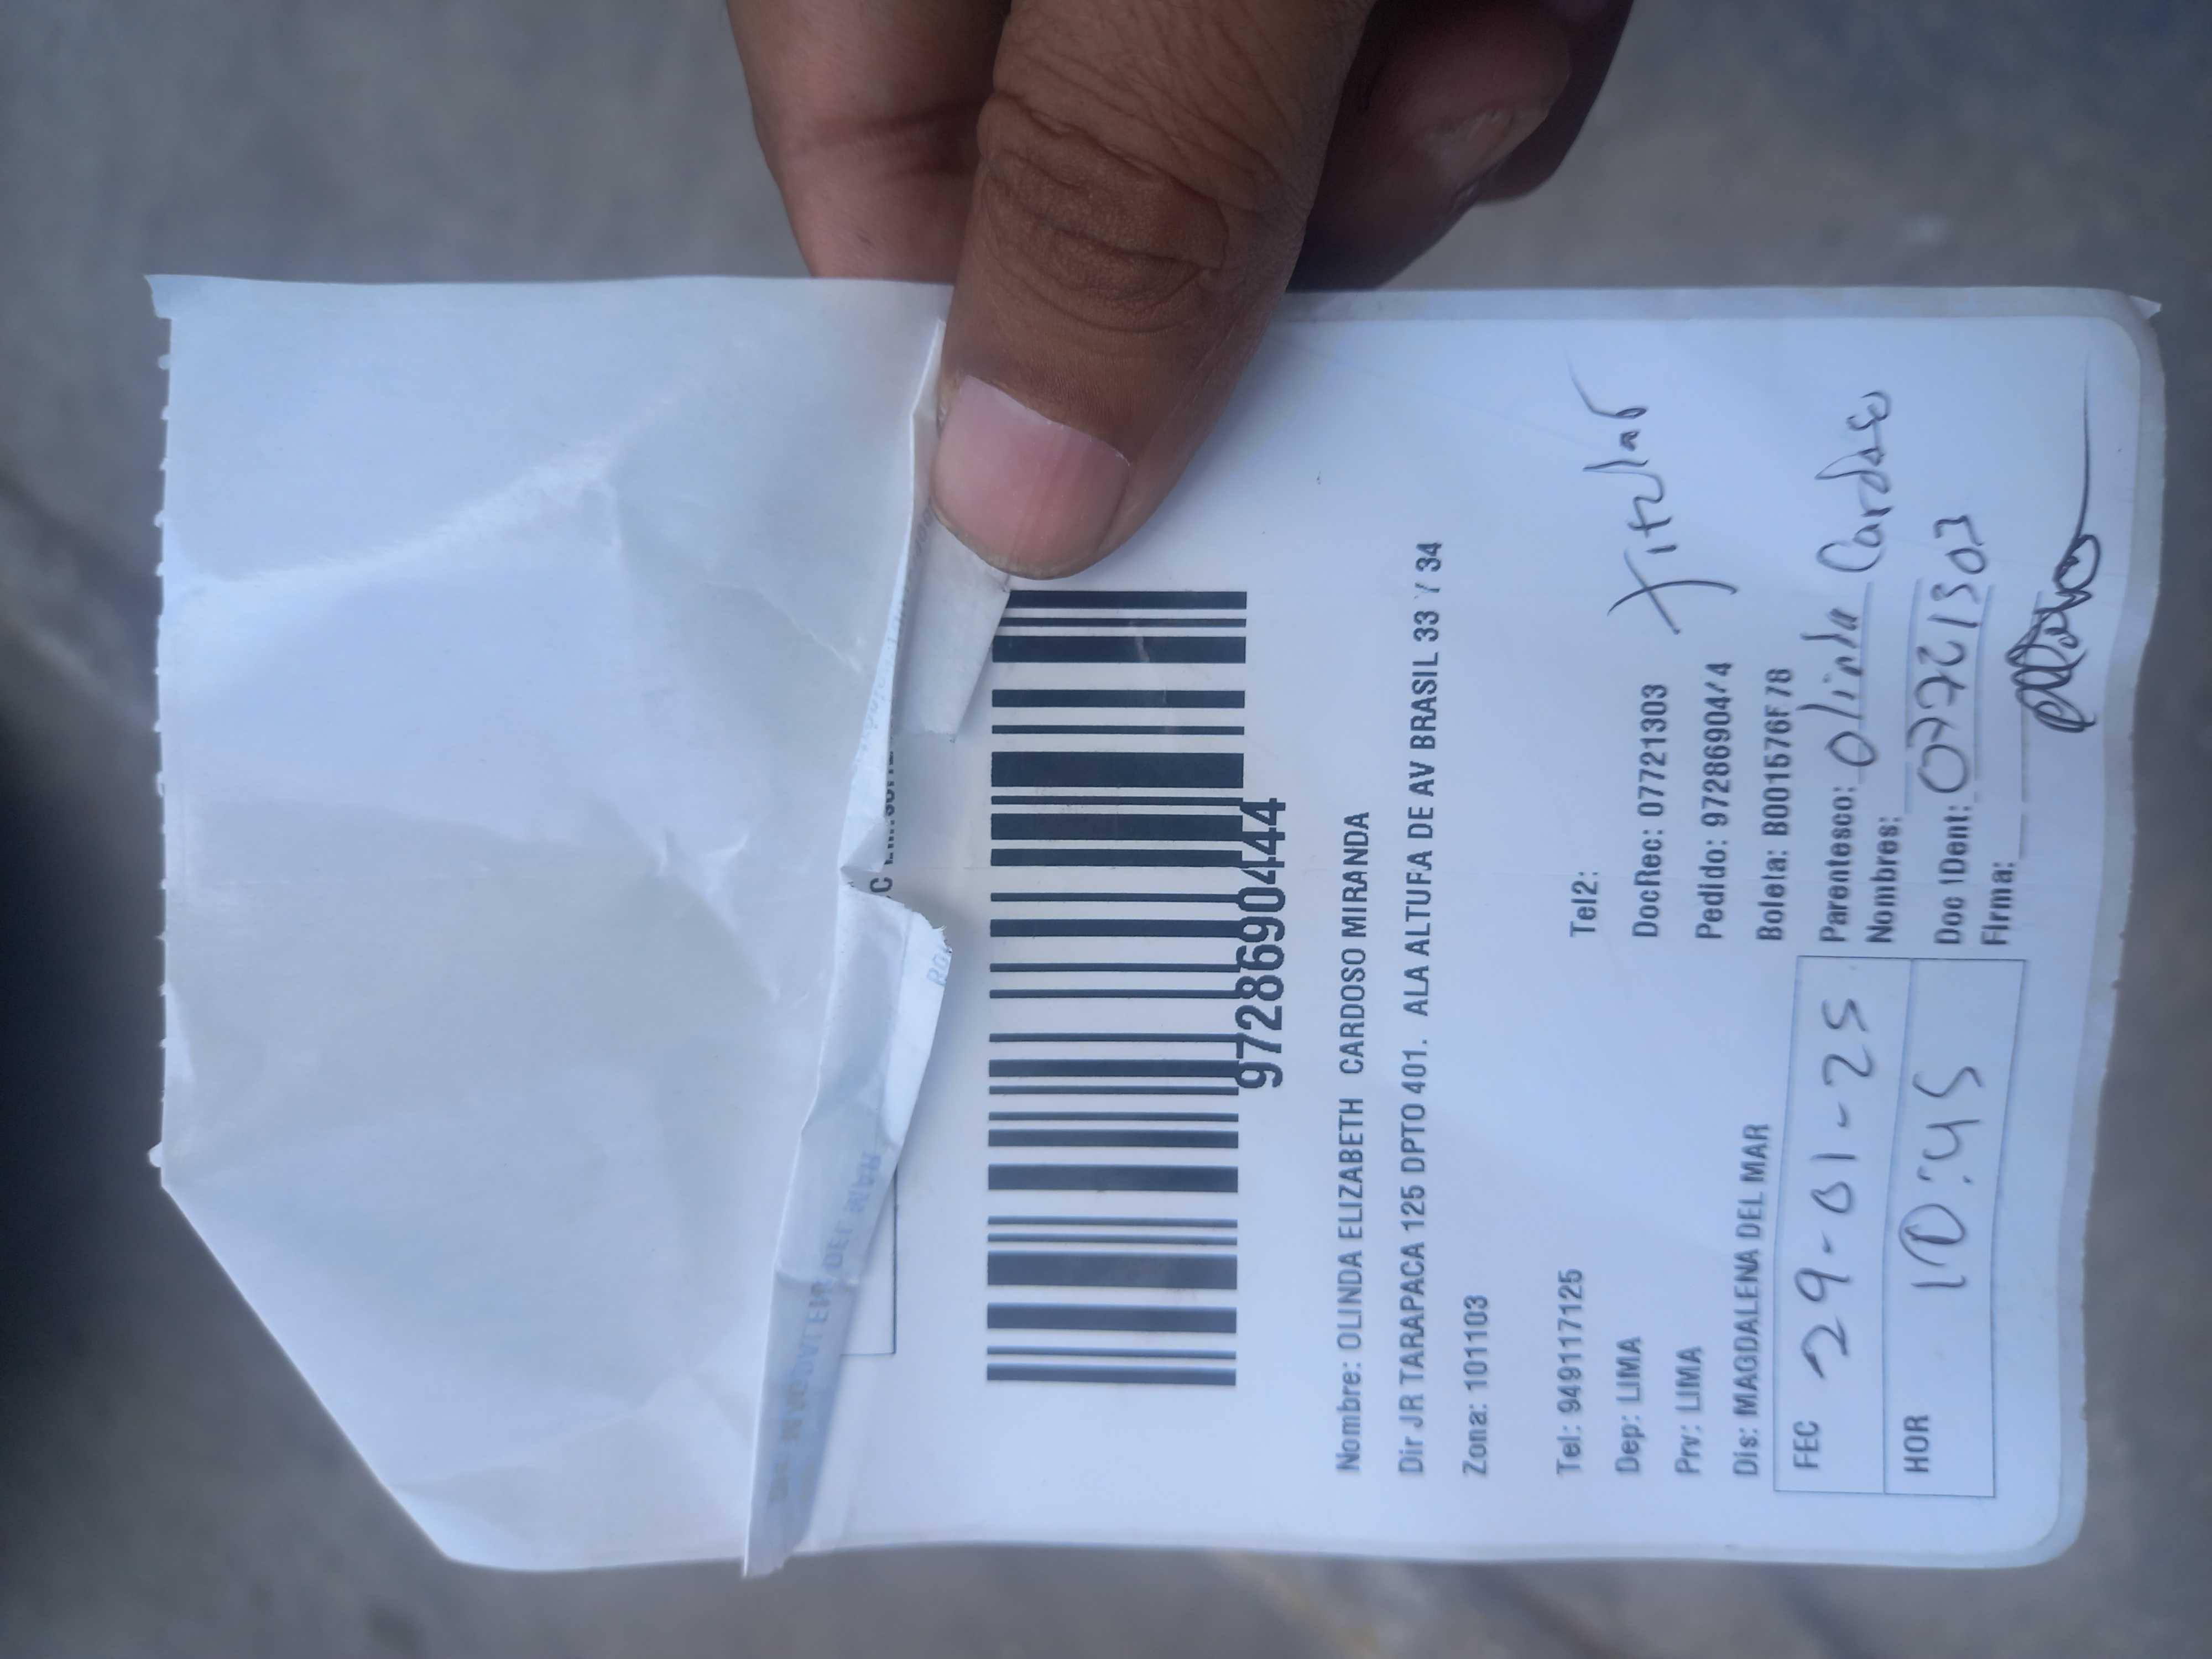 9728690444
Nombre: OLINDA ELIZABETH CARDOSO MIRANDA
Dir JR TARAPACA 125 DPTO 401. ALA ALTUFA DE AV BRASIL 33 Y 34
Zona: 101103
Tel: 949117125 Tel2:
Dep: LIMA DocRec: 07721303 Titular
Prv: LIMA Pedido: 97286904/4
Dis: MAGDALENA DEL MAR Boleta: B001576F78
FEC 29-01-25 Parentesco: Olinda Cardoso
Nombres:
HOR 10:45 Doc IDent: 07721303
Firma: